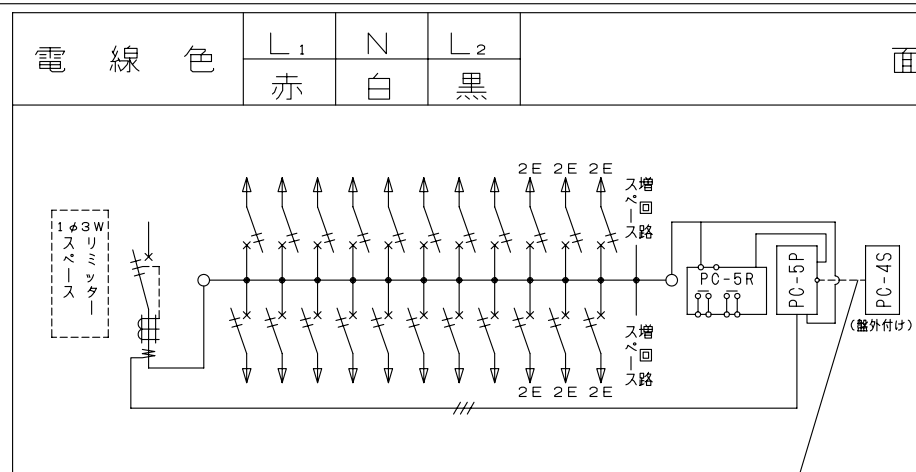 電線色
L1 N L2
赤 白 黒
面
1φ3W
リミッター
スペース
2E 2E 2E
増回路
スペース
PC-5R
PC-5P
PC-4S
(盤外付け)
増回路
スペース
2E 2E 2E